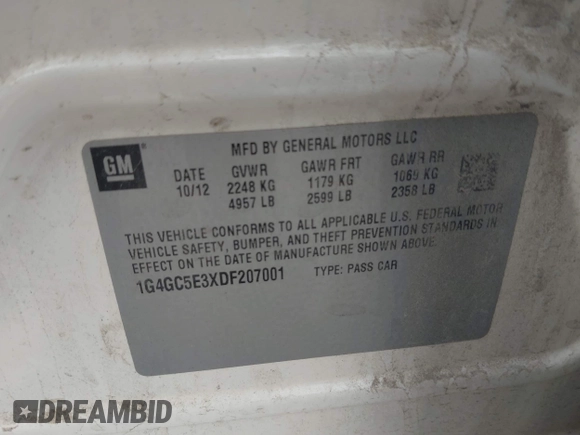 GM
MFD BY GENERAL MOTORS LLC
DATE GVWR GAWR FRT GAWR RR
10/12 2248 KG 1179 KG 1069 KG
4957 LB 2599 LB 2358 LB
THIS VEHICLE CONFORMS TO ALL APPLICABLE U.S. FEDERAL MOTOR
VEHICLE SAFETY, BUMPER, AND THEFT PREVENTION STANDARDS IN
EFFECT ON THE DATE OF MANUFACTURE SHOWN ABOVE.
1G4GC5E3XDF207001 TYPE: PASS CAR
DREAMBID